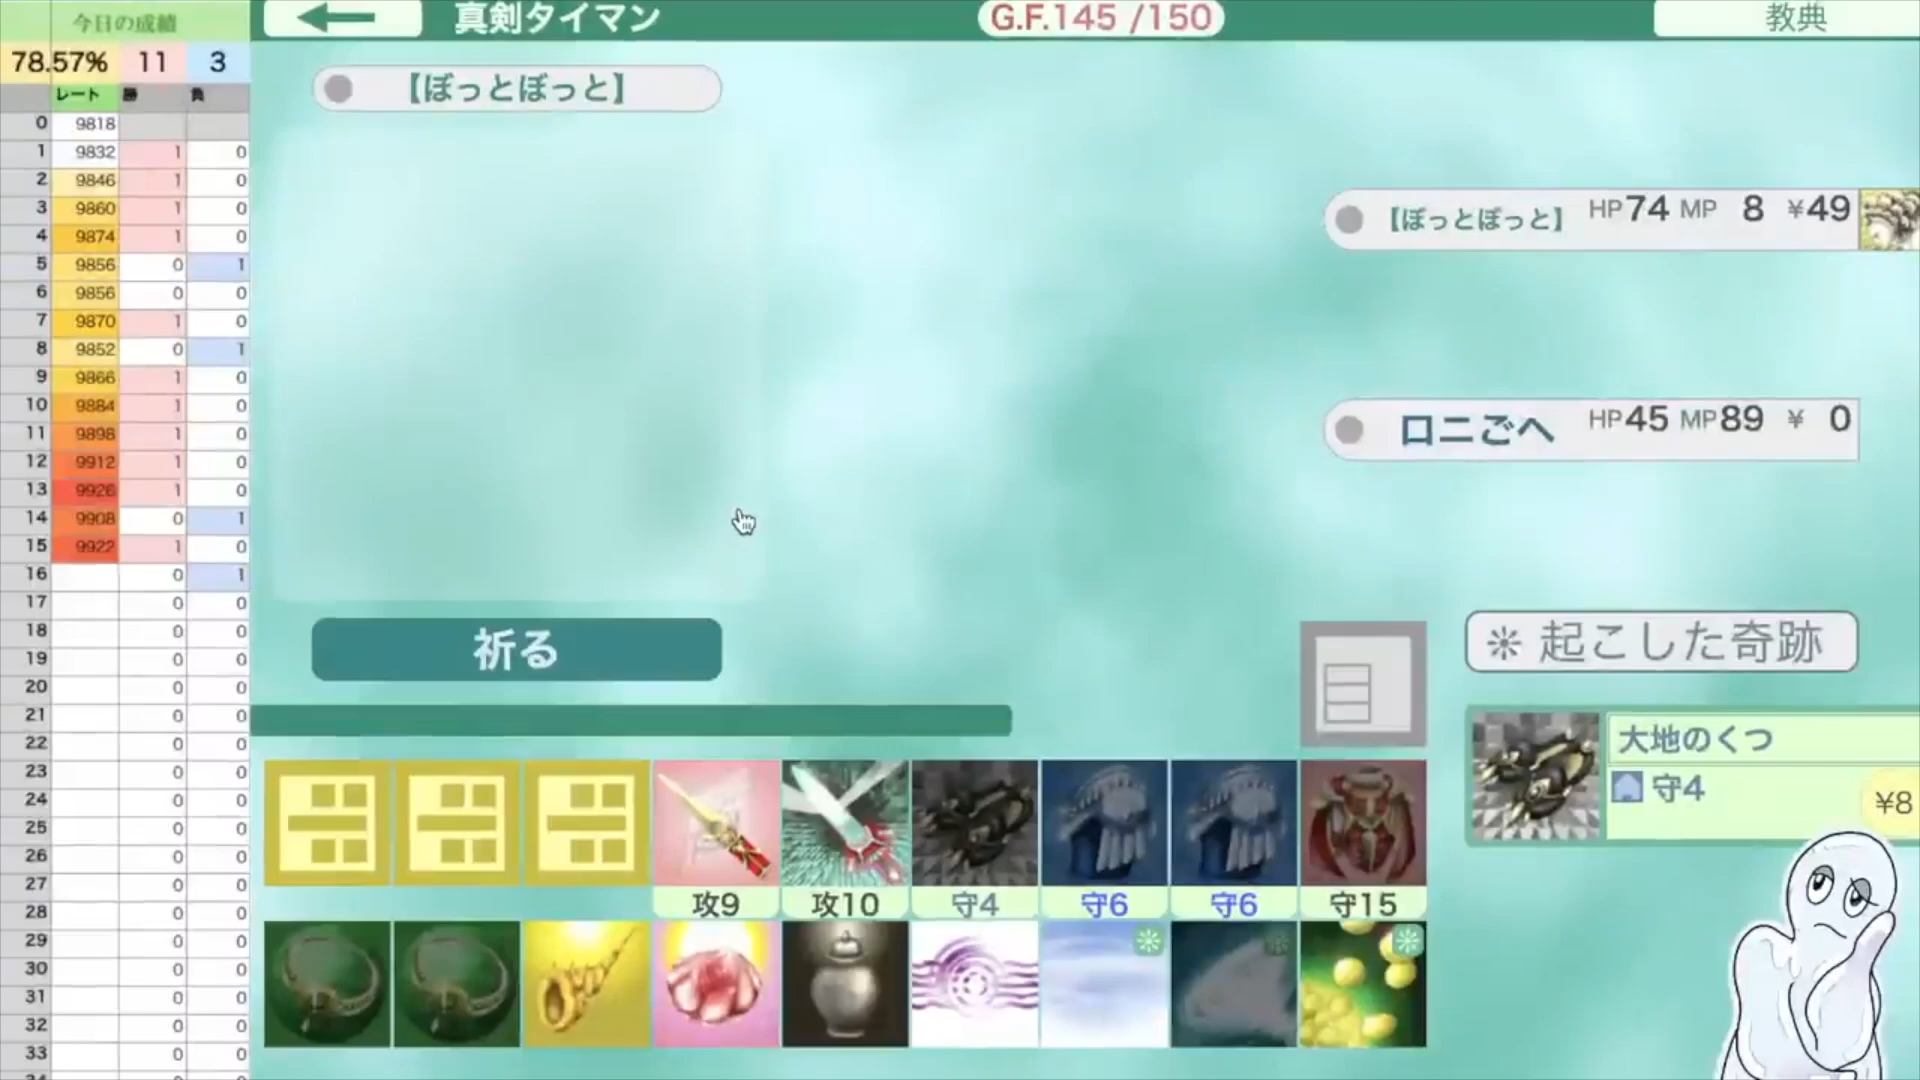 今日の成績
78.57% 11 3
レート 勝 負
0 9818
1 9832 1 0
2 9846 1 0
3 9860 1 0
4 9874 1 0
5 9856 0 1
6 9856 0 0
7 9870 1 0
8 9852 0 1
9 9866 1 0
10 9884 1 0
11 9898 1 0
12 9912 1 0
13 9926 1 0
14 9908 0 1
15 9922 1 0
16 0 1
17 0 0
18 0 0
19 0 0
20 0 0
21 0 0
22 0 0
23 0 0
24 0 0
25 0 0
26 0 0
27 0 0
28 0 0
29 0 0
30 0 0
31 0 0
32 0 0
33 0 0
真剣タイマン
G.F.145 /150
教典
【ぼっとぼっと】
【ぼっとぼっと】 HP74 MP 8 ¥49
ロニごへ HP45 MP89 ¥ 0
祈る
起こした奇跡
大地のくつ
守4
¥8
攻9 攻10 守4 守6 守6 守15